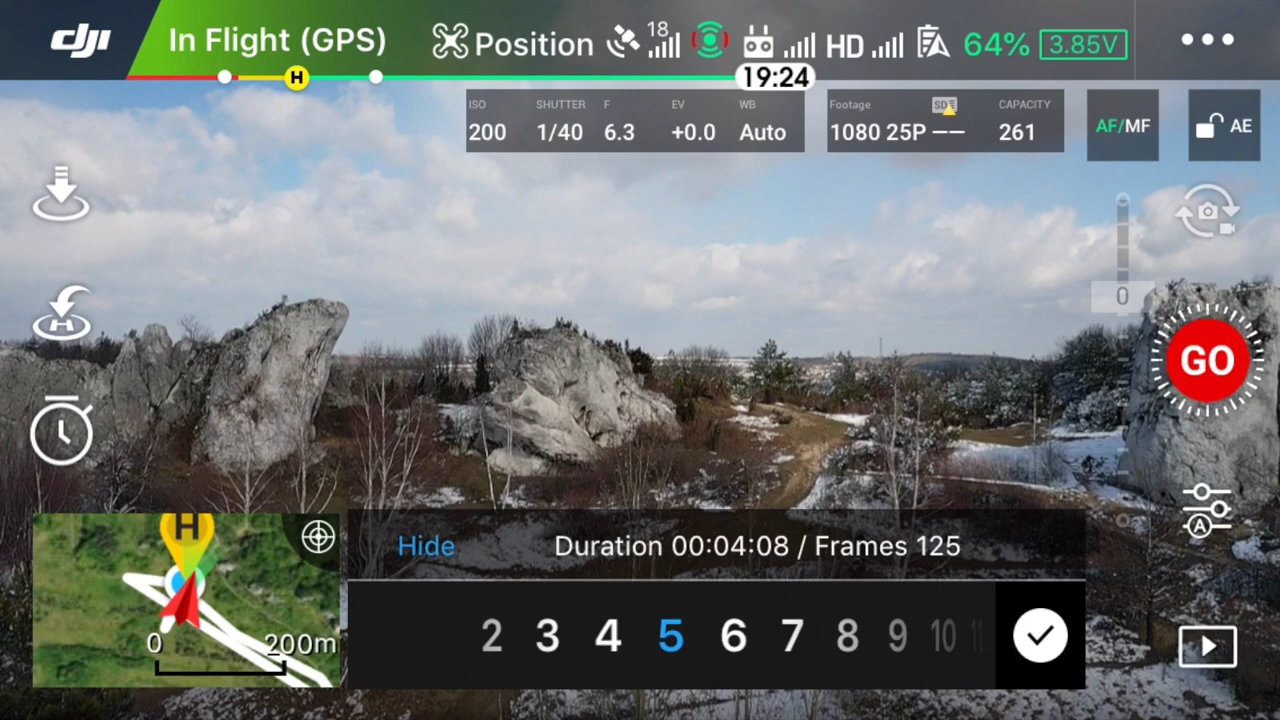 dji In Flight (GPS) Position 18 HD 64% 3.85V
H 19:24
ISO SHUTTER F EV WB Footage SD CAPACITY
200 1/40 6.3 +0.0 Auto 1080 25P —— 261 AF/MF AE
0
H
GO
A
H
Hide Duration 00:04:08 / Frames 125
2 3 4 5 6 7 8 9 10 11
0 200m